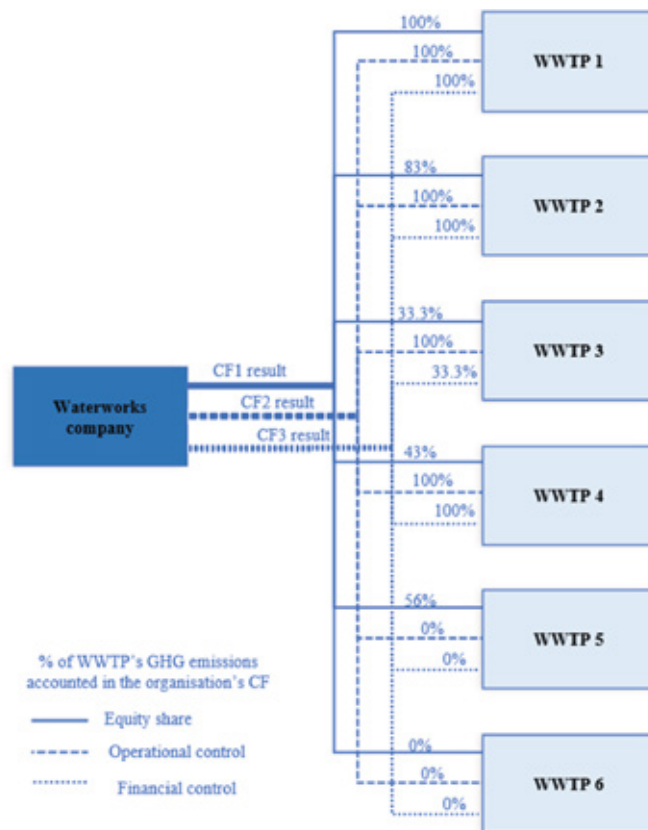 100%
100%
100%
WWTP 1
83%
100%
100%
WWTP 2
33.3%
100%
33.3%
WWTP 3
CF1 result
CF2 result
CF3 result
Waterworks
company
43%
100%
100%
WWTP 4
56%
0%
0%
WWTP 5
% of WWTP's GHG emissions
accounted in the organisation's CF
Equity share
Operational control
Financial control
0%
0%
0%
WWTP 6